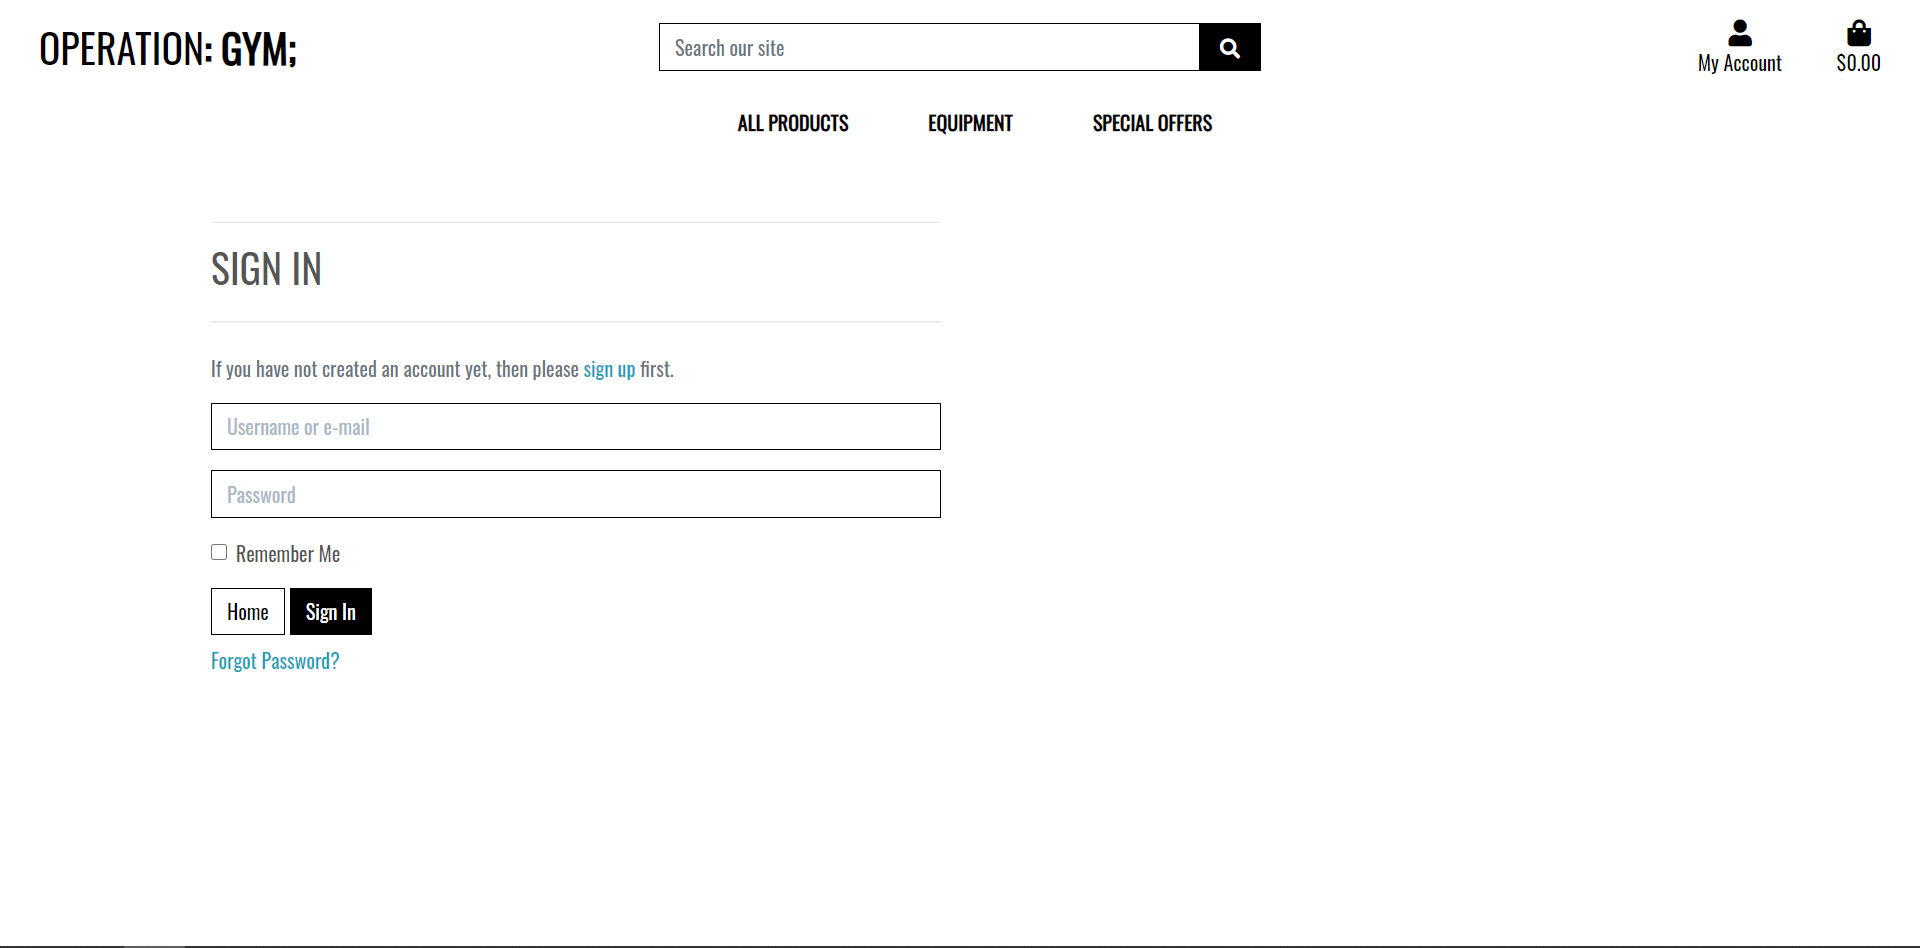 OPERATION: GYM;
Search our site
My Account
$0.00
ALL PRODUCTS
EQUIPMENT
SPECIAL OFFERS
SIGN IN
If you have not created an account yet, then please sign up first.
Username or e-mail
Password
Remember Me
Home
Sign In
Forgot Password?